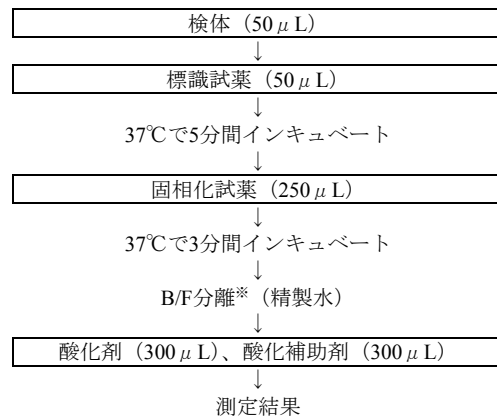 検体（50μL）
↓
標識試薬（50μL）
↓
37℃で5分間インキュベート
↓
固相化試薬（250μL）
↓
37℃で3分間インキュベート
↓
B/F分離※（精製水）
↓
酸化剤（300μL）、酸化補助剤（300μL）
↓
測定結果